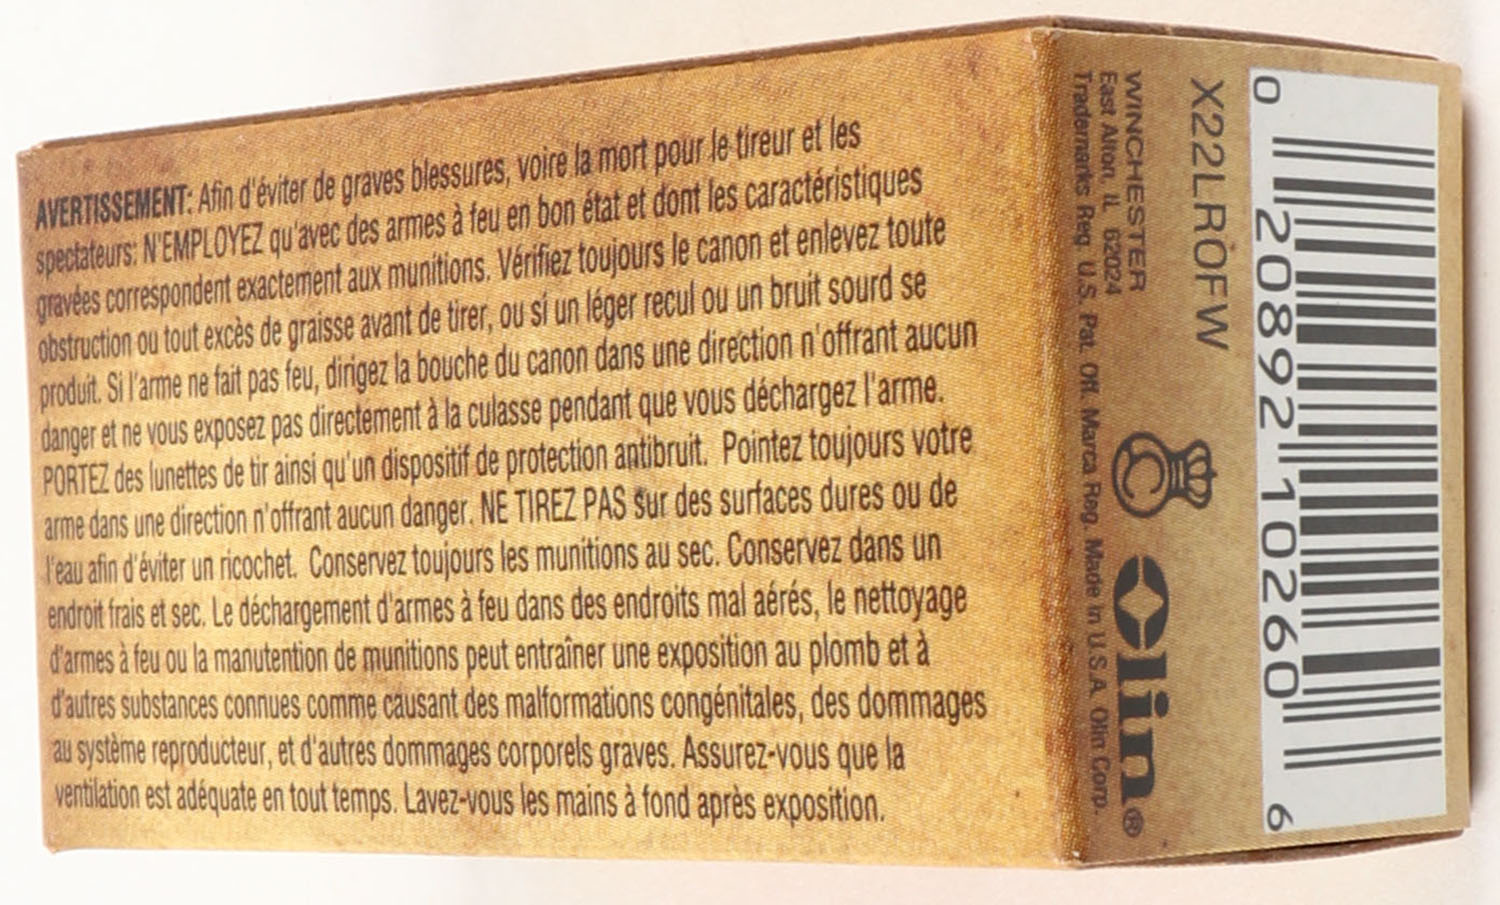 AVERTISSEMENT: Afin d'éviter de graves blessures, voire la mort pour le tireur et les
spectateurs: N'EMPLOYEZ qu'avec des armes à feu en bon état et dont les caractéristiques
gravées correspondent exactement aux munitions. Vérifiez toujours le canon et enlevez toute
obstruction ou tout excès de graisse avant de tirer, ou si un léger recul ou un bruit sourd se
produit. Si l'arme ne fait pas feu, dirigez la bouche du canon dans une direction n'offrant aucun
danger et ne vous exposez pas directement à la culasse pendant que vous déchargez l'arme.
PORTEZ des lunettes de tir ainsi qu'un dispositif de protection antibruit. Pointez toujours votre
arme dans une direction n'offrant aucun danger. NE TIREZ PAS sur des surfaces dures ou de
l'eau afin d'éviter un ricochet. Conservez toujours les munitions au sec. Conservez dans un
endroit frais et sec. Le déchargement d'armes à feu dans des endroits mal aérés, le nettoyage
d'armes à feu ou la manutention de munitions peut entraîner une exposition au plomb et à
d'autres substances connues comme causant des malformations congénitales, des dommages
au système reproducteur, et d'autres dommages corporels graves. Assurez-vous que la
ventilation est adéquate en tout temps. Lavez-vous les mains à fond après exposition.
X22LROFW
WINCHESTER
East Alton, IL 62024
Trademarks Reg. U.S. Pat. Off. Marca Reg. Made in U.S.A. Olin Corp.
C Olin®
0 20892 10260 6